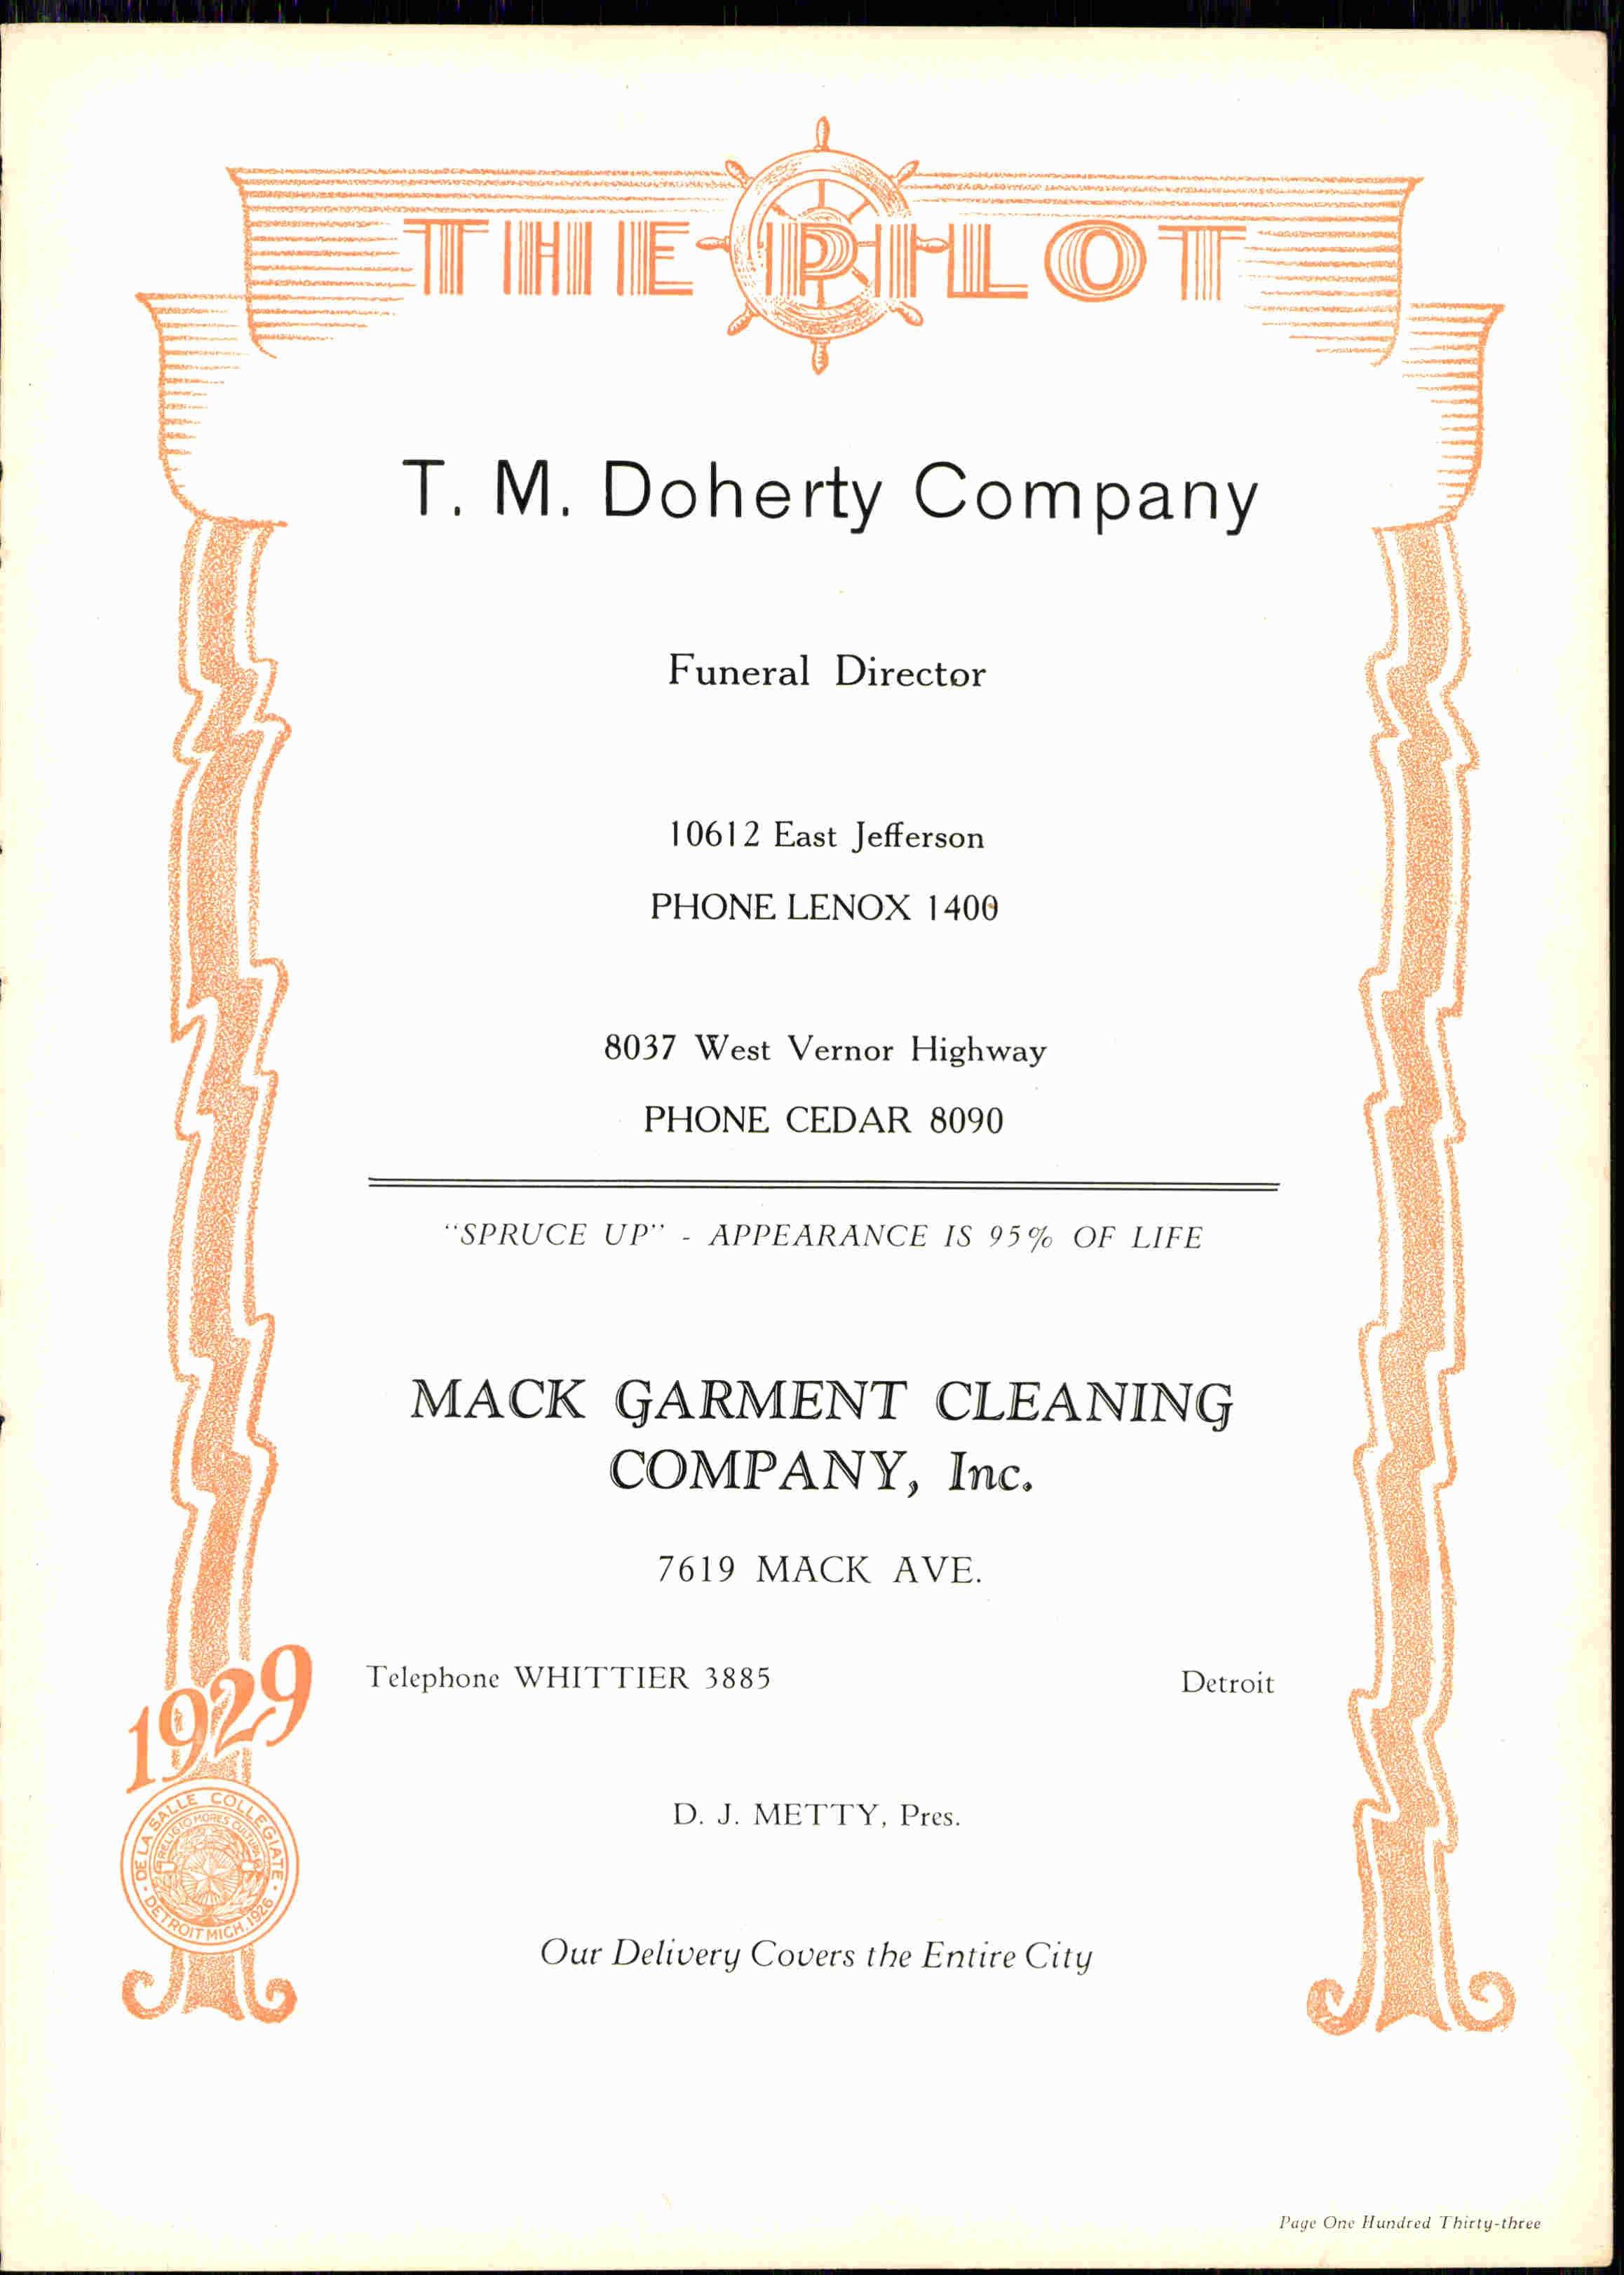 THE PILOT
T. M. Doherty Company
Funeral Director
10612 East Jefferson
PHONE LENOX 1400
8037 West Vernor Highway
PHONE CEDAR 8090
"SPRUCE UP" - APPEARANCE IS 95% OF LIFE
MACK GARMENT CLEANING
COMPANY, Inc.
7619 MACK AVE.
Telephone WHITTIER 3885 Detroit
D. J. METTY, Pres.
Our Delivery Covers the Entire City
1929
DE LA SALLE COLLEGIATE
RELIGIO MORES CULTURA
DETROIT MICH. 1926
Page One Hundred Thirty-three